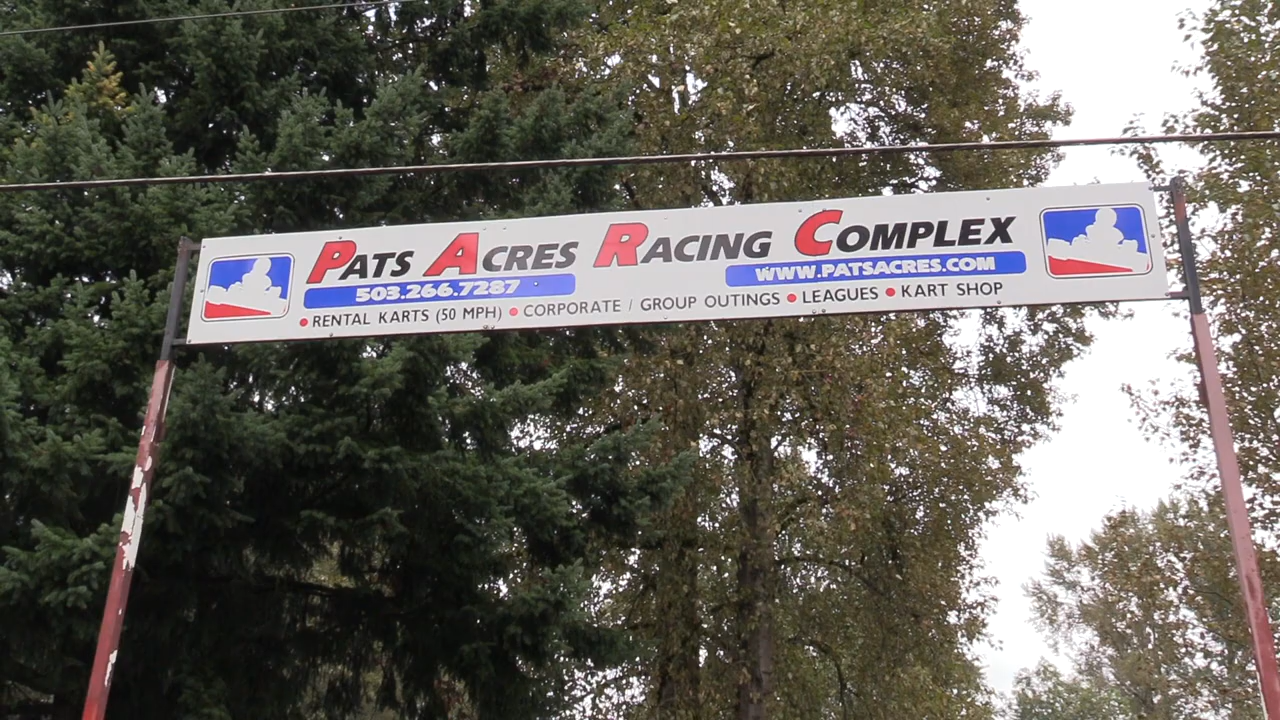 PATS ACRES RACING COMPLEX
503.266.7287 WWW.PATSACRES.COM
• RENTAL KARTS (50 MPH) • CORPORATE / GROUP OUTINGS • LEAGUES • KART SHOP